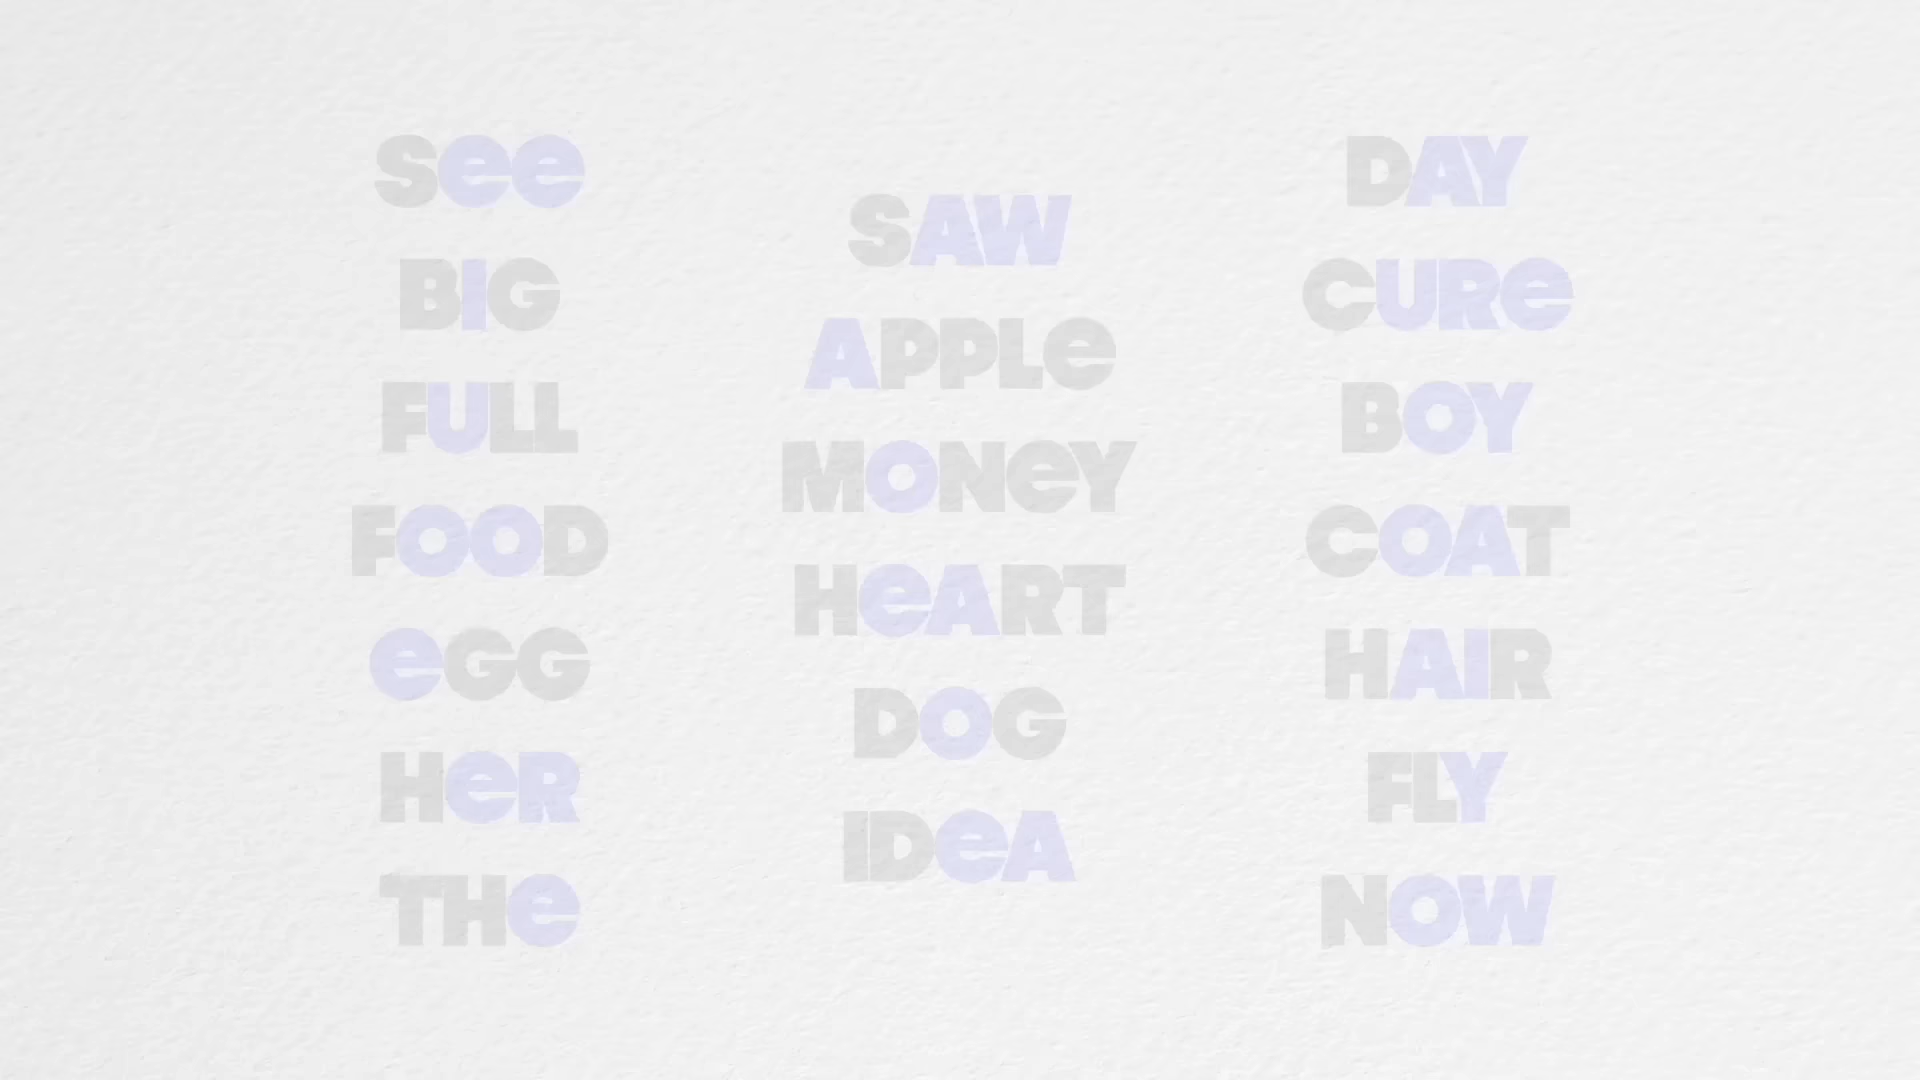 See
BIG
FULL
FOOD
eGG
HeR
THe
SAW
APPLe
MONeY
HeART
DOG
IDeA
DAY
CURe
BOY
COAT
HAIR
FLY
NOW